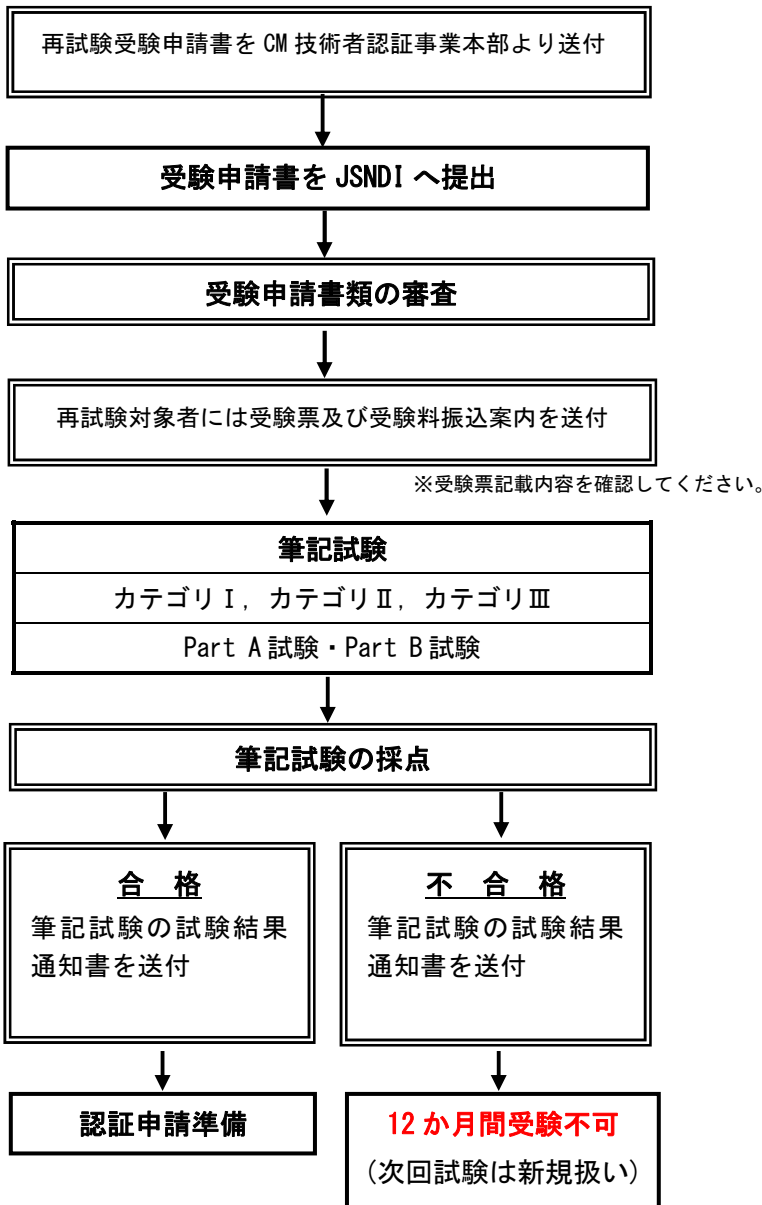 再試験受験申請書を CM 技術者認証事業本部より送付
受験申請書を JSNDI へ提出
受験申請書類の審査
再試験対象者には受験票及び受験料振込案内を送付
※受験票記載内容を確認してください。
筆記試験
カテゴリⅠ, カテゴリⅡ, カテゴリⅢ
Part A 試験・Part B 試験
筆記試験の採点
合 格
筆記試験の試験結果
通知書を送付
不 合 格
筆記試験の試験結果
通知書を送付
認証申請準備
12 か月間受験不可
(次回試験は新規扱い)